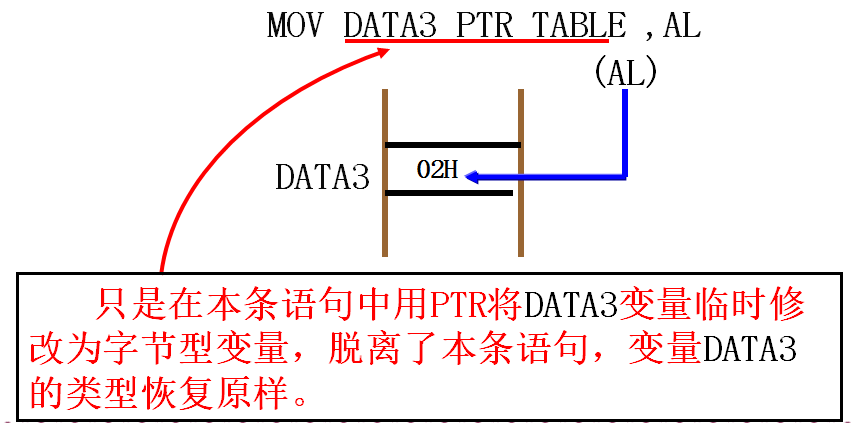 MOV DATA3 PTR TABLE ,AL
(AL)
DATA3
02H
只是在本条语句中用PTR将DATA3变量临时修
改为字节型变量，脱离了本条语句，变量DATA3
的类型恢复原样。